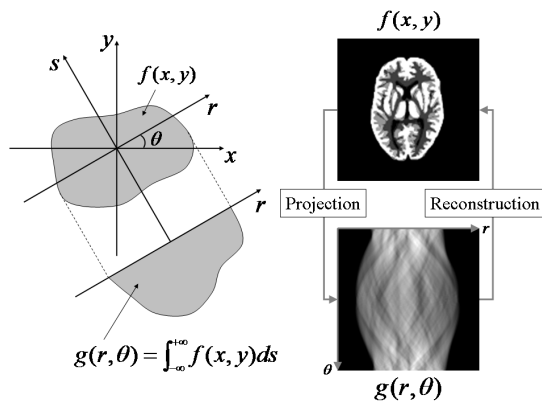 y
s
f(x, y)
r
θ
x
r
g(r, θ) = ∫_{-∞}^{+∞} f(x, y)ds
f(x, y)
Projection
Reconstruction
r
θ
g(r, θ)